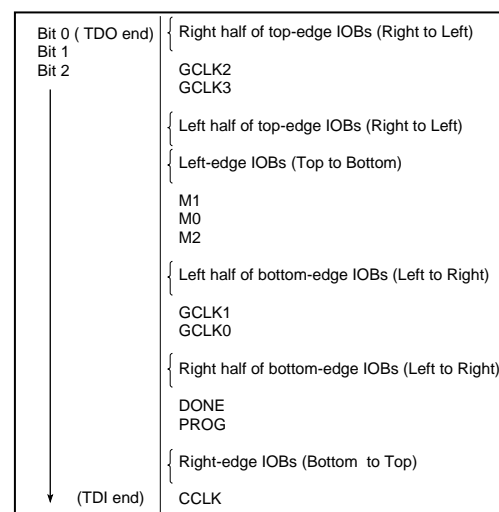 Bit 0 ( TDO end)
Bit 1
Bit 2
Right half of top-edge IOBs (Right to Left)
GCLK2
GCLK3
Left half of top-edge IOBs (Right to Left)
Left-edge IOBs (Top to Bottom)
M1
M0
M2
Left half of bottom-edge IOBs (Left to Right)
GCLK1
GCLK0
Right half of bottom-edge IOBs (Left to Right)
DONE
PROG
Right-edge IOBs (Bottom to Top)
(TDI end)
CCLK